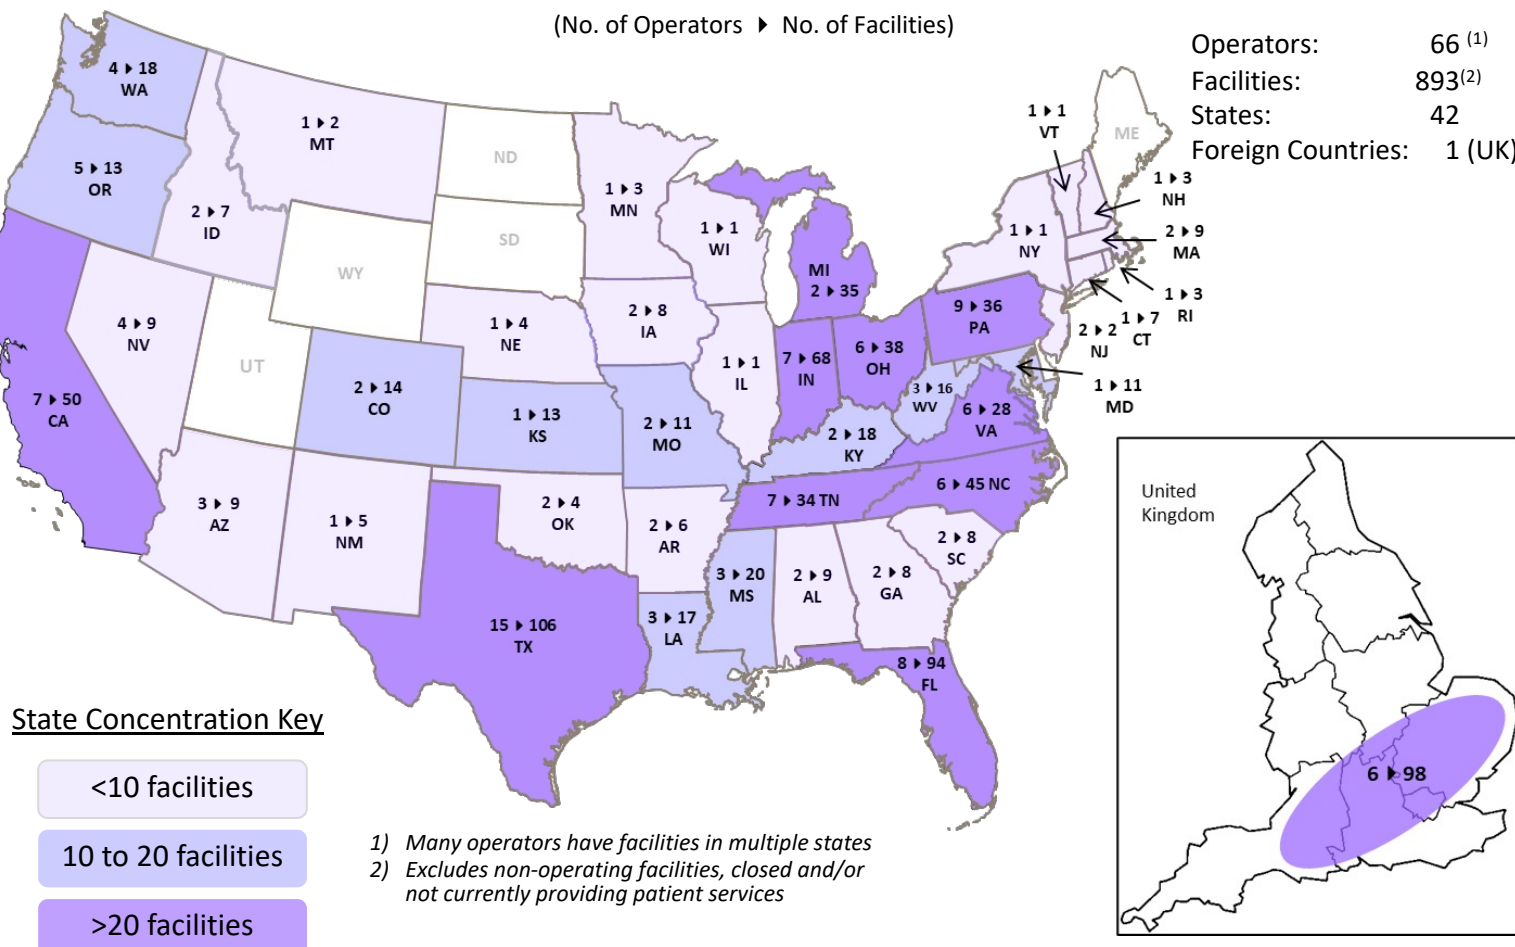 (No. of Operators ▶ No. of Facilities)
Operators: 66 (1)
Facilities: 893(2)
States: 42
Foreign Countries: 1 (UK)
4 ▶ 18
WA
5 ▶ 13
OR
2 ▶ 7
ID
1 ▶ 2
MT
ND
SD
WY
UT
ME
1 ▶ 3
MN
1 ▶ 1
WI
MI
2 ▶ 35
1 ▶ 1
NY
1 ▶ 1
VT
1 ▶ 3
NH
2 ▶ 9
MA
1 ▶ 3
RI
1 ▶ 7
CT
2 ▶ 2
NJ
1 ▶ 11
MD
4 ▶ 9
NV
7 ▶ 50
CA
2 ▶ 14
CO
1 ▶ 4
NE
1 ▶ 13
KS
2 ▶ 8
IA
2 ▶ 11
MO
1 ▶ 1
IL
7 ▶ 68
IN
6 ▶ 38
OH
9 ▶ 36
PA
3 ▶ 16
WV
6 ▶ 28
VA
2 ▶ 18
KY
6 ▶ 45 NC
7 ▶ 34 TN
3 ▶ 9
AZ
1 ▶ 5
NM
2 ▶ 4
OK
2 ▶ 6
AR
15 ▶ 106
TX
3 ▶ 17
LA
3 ▶ 20
MS
2 ▶ 9
AL
2 ▶ 8
GA
2 ▶ 8
SC
8 ▶ 94
FL
United
Kingdom
6 ▶ 98
State Concentration Key
<10 facilities
10 to 20 facilities
>20 facilities
1) Many operators have facilities in multiple states
2) Excludes non-operating facilities, closed and/or
not currently providing patient services